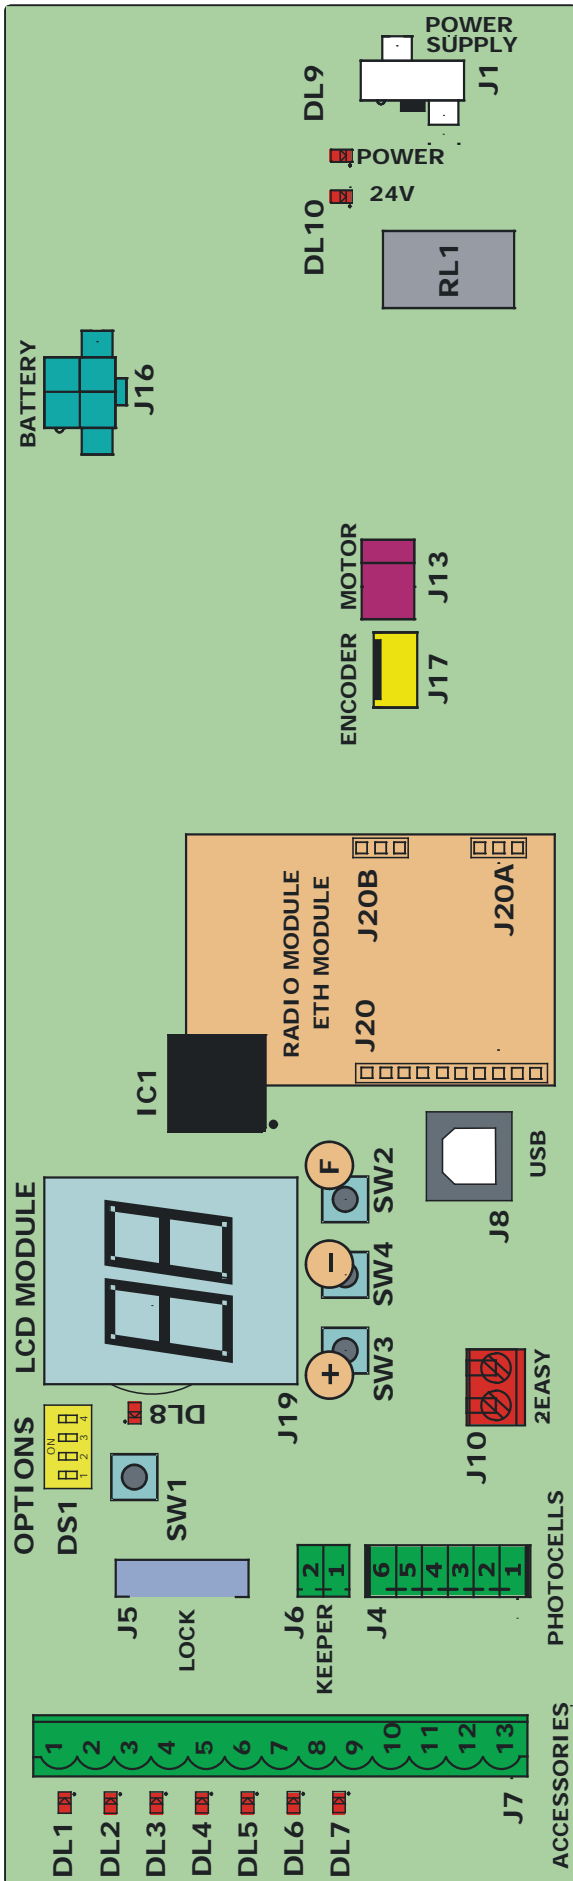 POWER
SUPPLY
J1
DL9
POWER
24V
DL10
RL1
BATTERY
J16
MOTOR
J13
ENCODER
J17
RADIO MODULE
ETH MODULE
J20B
J20A
J20
IC1
LCD MODULE
F
SW2
-
SW4
+
SW3
USB
J8
J19
DL8
OPTIONS
ON
1 2 3 4
DS1
SW1
J10
2EASY
J5
LOCK
2
1
J6
KEEPER
6
5
4
3
2
1
J4
PHOTOCELLS
1
2
3
4
5
6
7
8
9
10
11
12
13
J7
ACCESSORIES
DL1
DL2
DL3
DL4
DL5
DL6
DL7